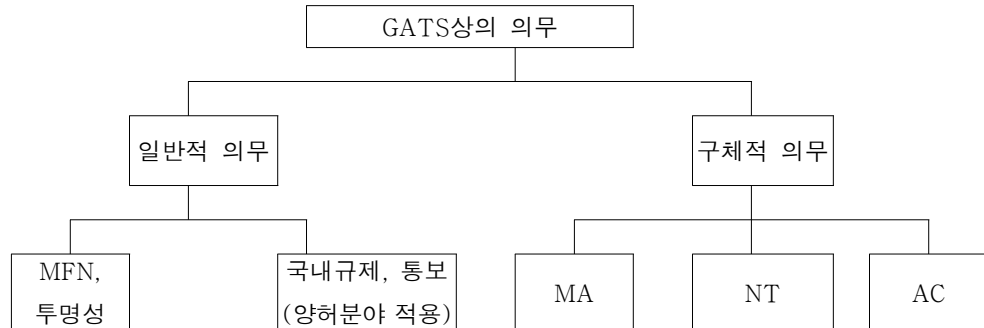 GATS상의 의무
일반적 의무
구체적 의무
MFN,
투명성
국내규제, 통보
(양허분야 적용)
MA
NT
AC